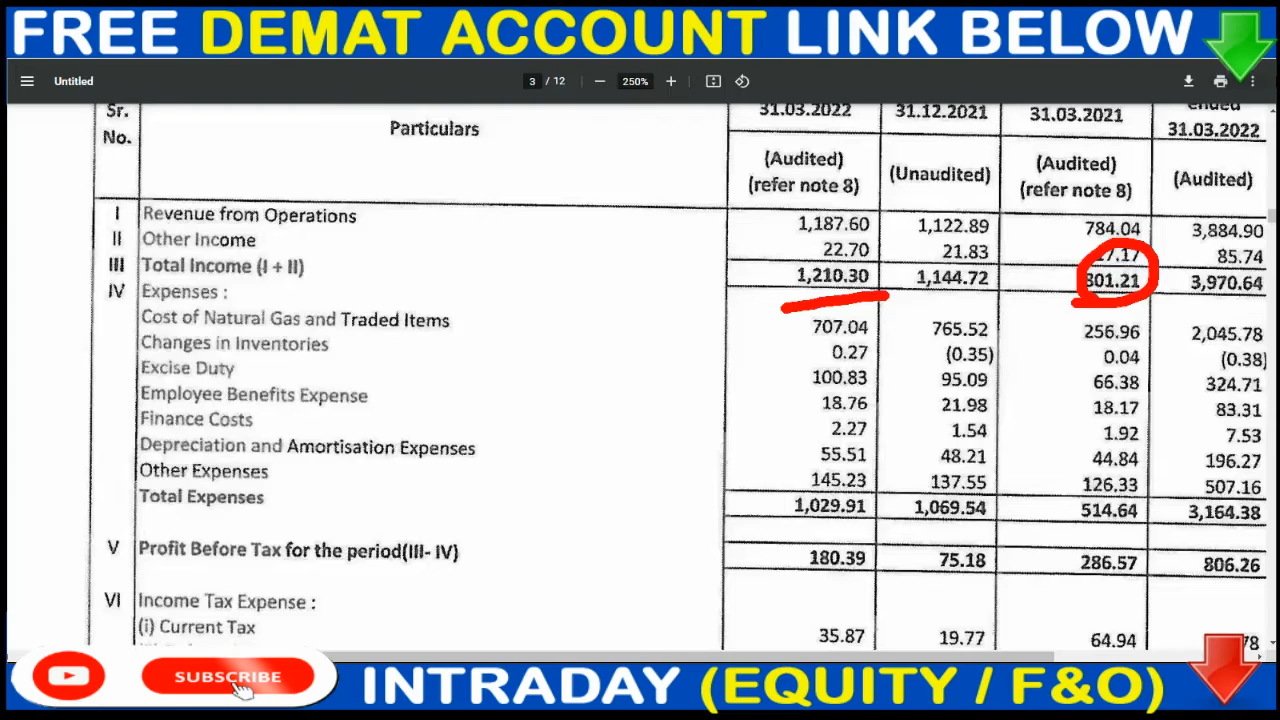 FREE DEMAT ACCOUNT LINK BELOW
Untitled 3 / 12 250%
Sr. No. Particulars 31.03.2022 31.12.2021 31.03.2021 ended 31.03.2022
(Audited) (refer note 8) (Unaudited) (Audited) (refer note 8) (Audited)
I Revenue from Operations 1,187.60 1,122.89 784.04 3,884.90
II Other Income 22.70 21.83 17.17 85.74
III Total Income (I + II) 1,210.30 1,144.72 801.21 3,970.64
IV Expenses :
Cost of Natural Gas and Traded Items 707.04 765.52 256.96 2,045.78
Changes in Inventories 0.27 (0.35) 0.04 (0.38)
Excise Duty 100.83 95.09 66.38 324.71
Employee Benefits Expense 18.76 21.98 18.17 83.31
Finance Costs 2.27 1.54 1.92 7.53
Depreciation and Amortisation Expenses 55.51 48.21 44.84 196.27
Other Expenses 145.23 137.55 126.33 507.16
Total Expenses 1,029.91 1,069.54 514.64 3,164.38
V Profit Before Tax for the period(III- IV) 180.39 75.18 286.57 806.26
VI Income Tax Expense :
(i) Current Tax 35.87 19.77 64.94
SUBSCRIBE
INTRADAY (EQUITY / F&O)